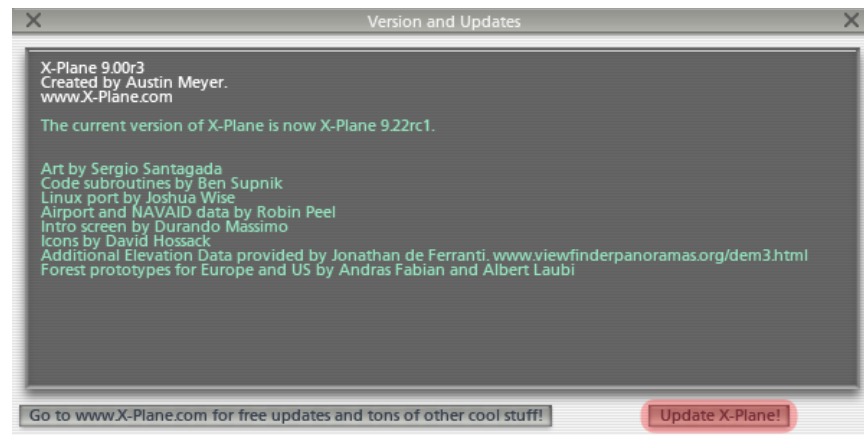 Version and Updates
X-Plane 9.00r3
Created by Austin Meyer.
www.X-Plane.com
The current version of X-Plane is now X-Plane 9.22rc1.
Art by Sergio Santagada
Code subroutines by Ben Supnik
Linux port by Joshua Wise
Airport and NAVAID data by Robin Peel
Intro screen by Durando Massimo
Icons by David Hossack
Additional Elevation Data provided by Jonathan de Ferranti. www.viewfinderpanoramas.org/dem3.html
Forest prototypes for Europe and US by Andras Fabian and Albert Laubi
Go to www.X-Plane.com for free updates and tons of other cool stuff!
Update X-Plane!